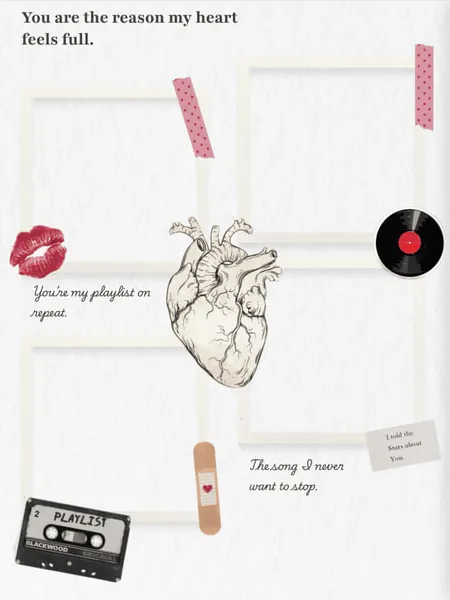 You are the reason my heart
feels full.
You're my playlist on
repeat.
I told the
Stars about
You.
The song I never
want to stop.
2 PLAYLIST
BLACKWOOD